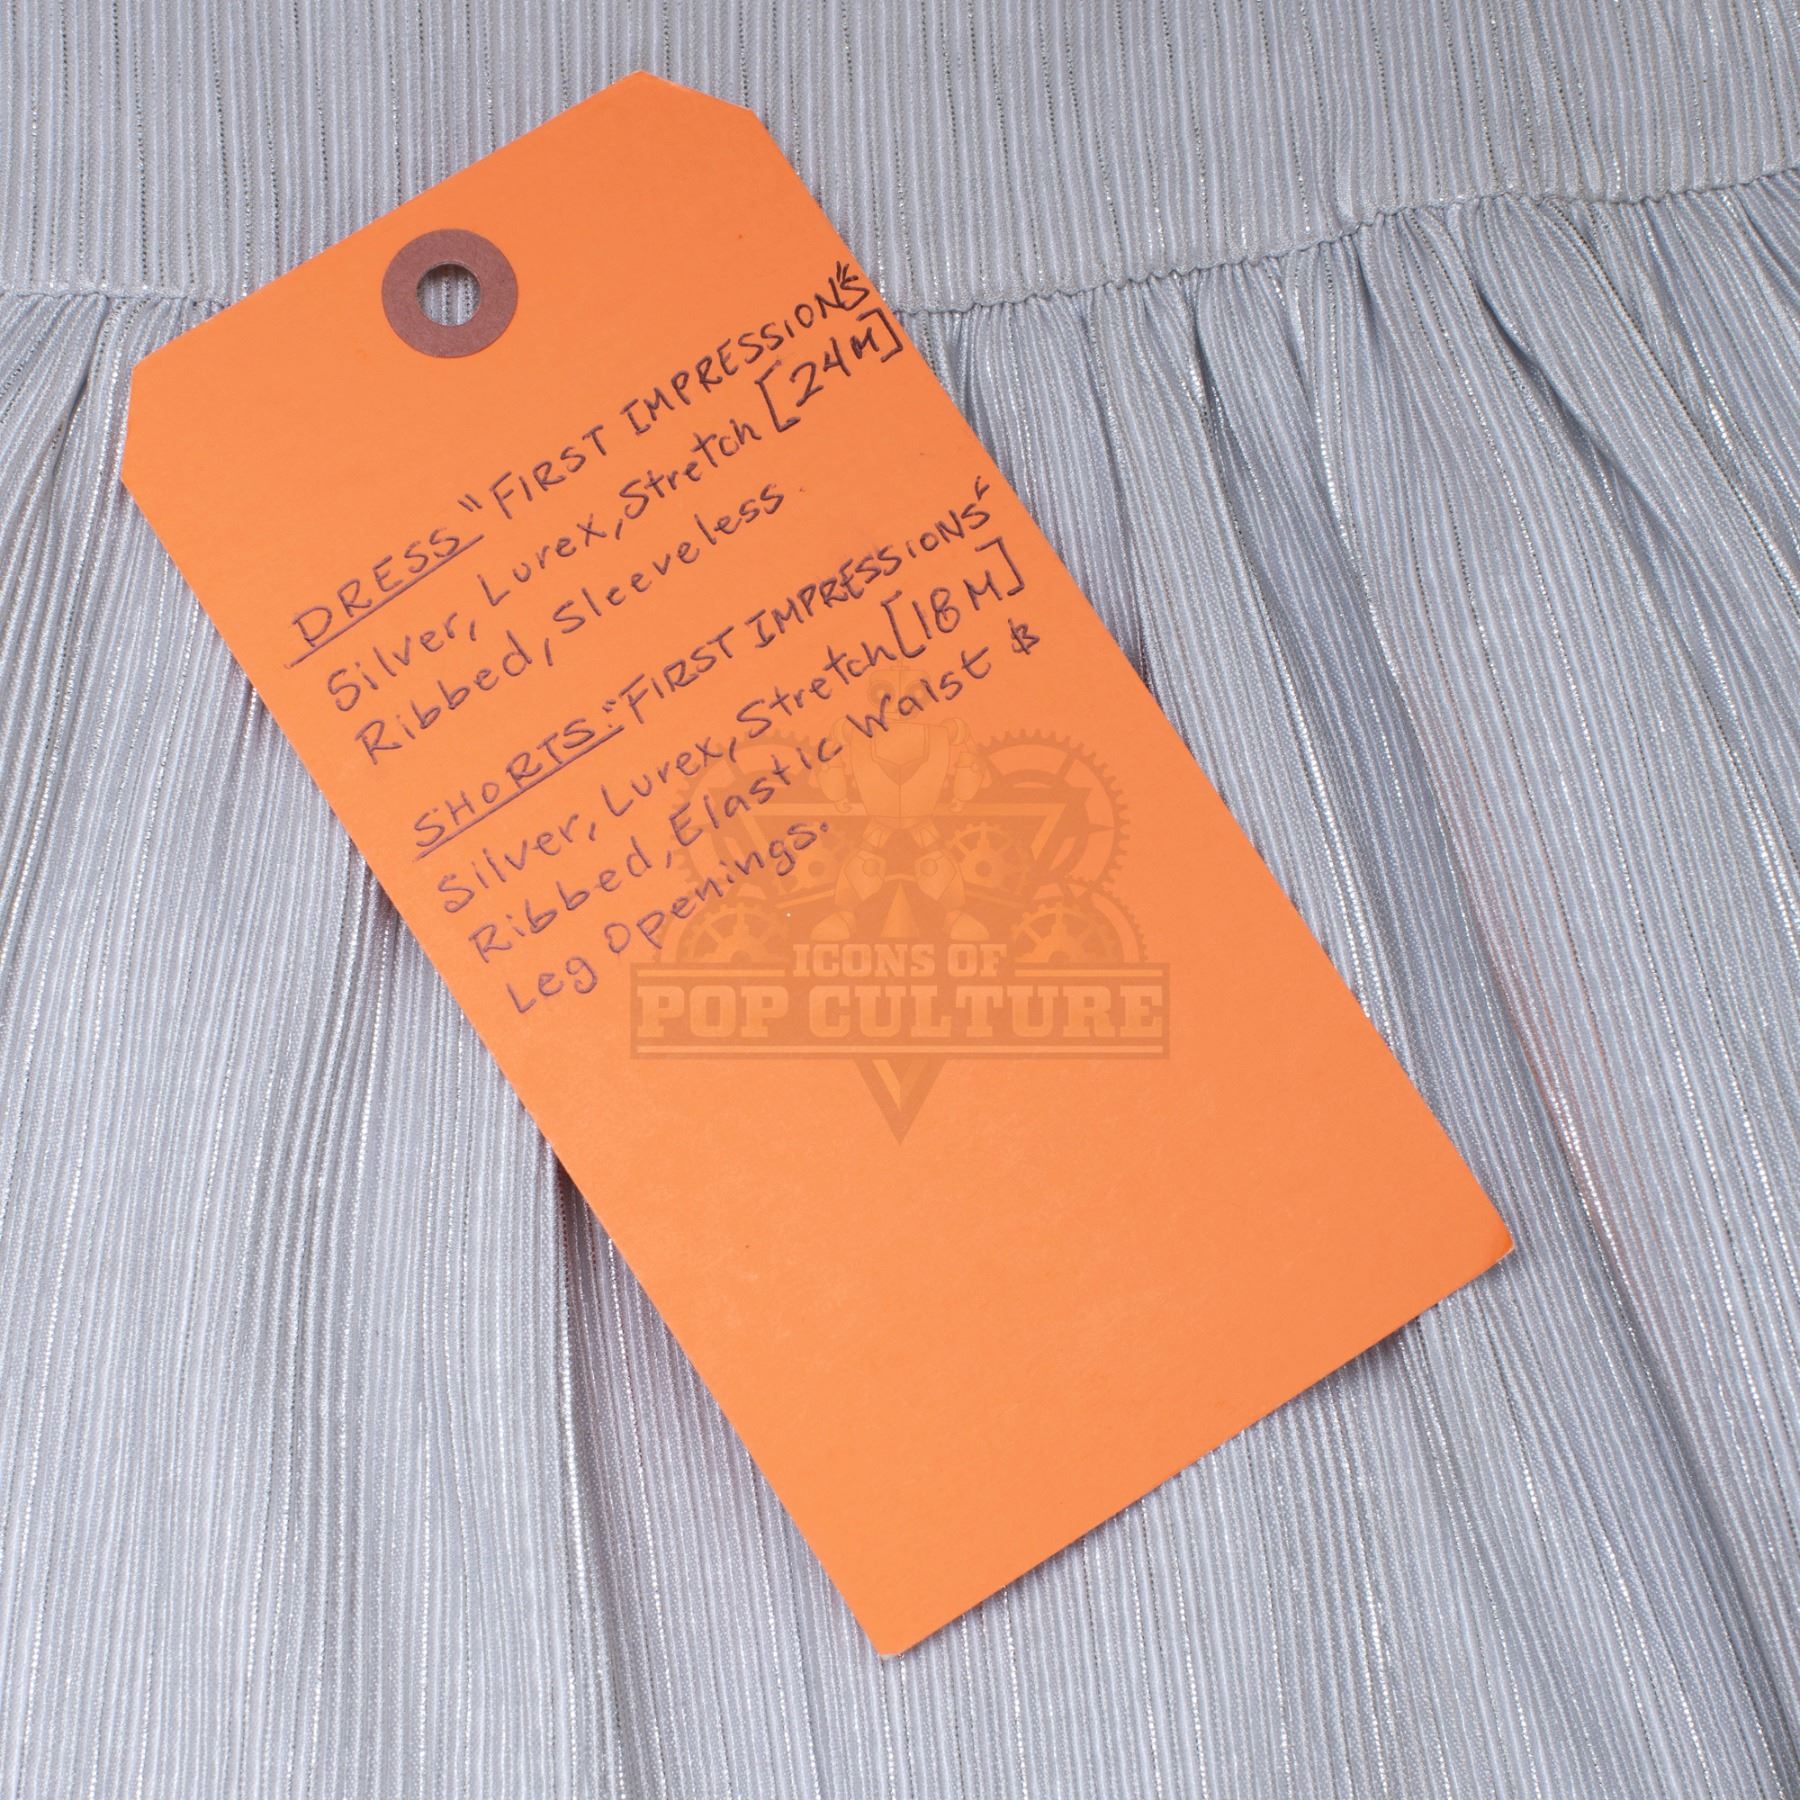 DRESS "FIRST IMPRESSIONS"
Silver, Lurex, Stretch [24M]
Ribbed, Sleeveless
SHORTS: "FIRST IMPRESSIONS"
Silver, Lurex, Stretch [18M]
Ribbed, Elastic Waist &
Leg Openings.
ICONS OF
POP CULTURE